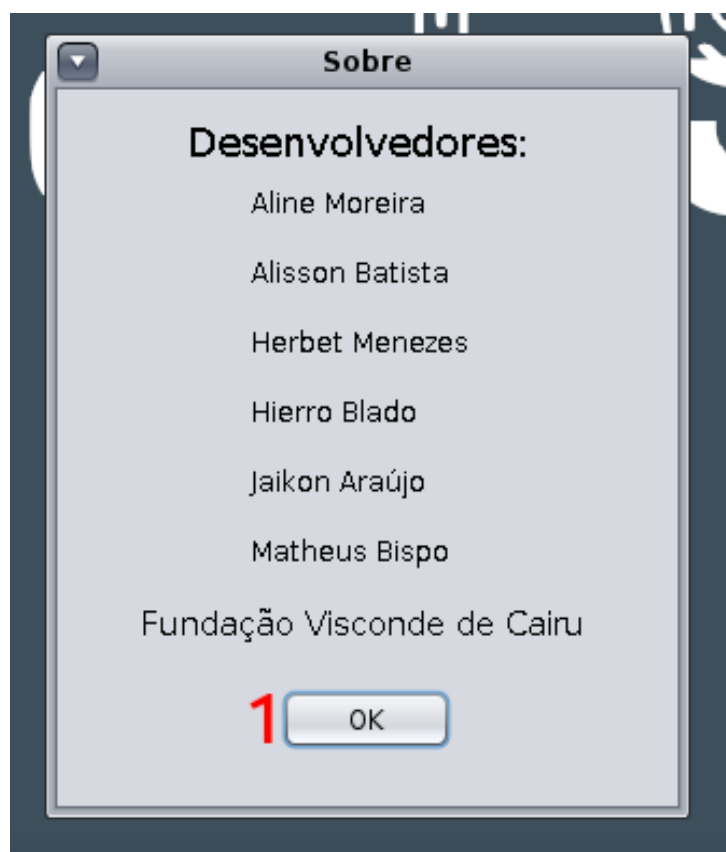 Sobre
Desenvolvedores:
Aline Moreira
Alisson Batista
Herbet Menezes
Hierro Blado
Jaikon Araújo
Matheus Bispo
Fundação Visconde de Cairu
1 OK